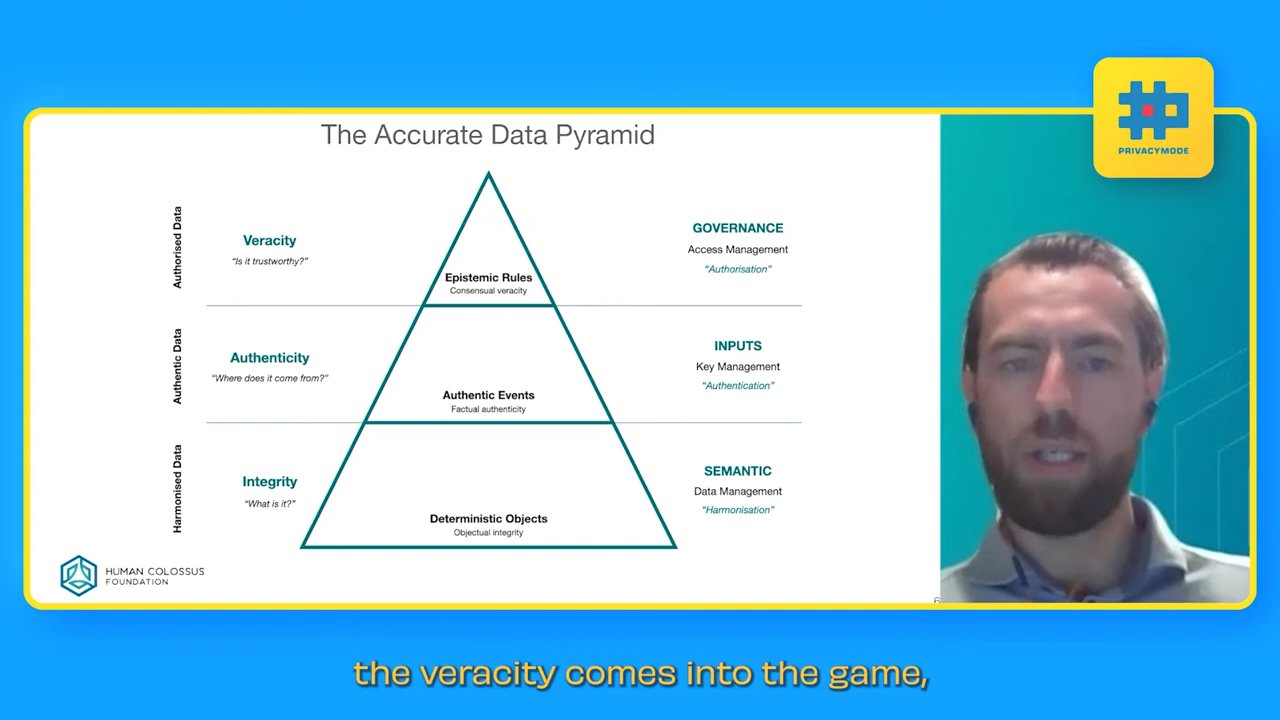 PRIVACYMODE
The Accurate Data Pyramid
Authorised Data
Veracity
“Is it trustworthy?”
Epistemic Rules
Consensual veracity
GOVERNANCE
Access Management
“Authorisation”
Authentic Data
Authenticity
“Where does it come from?”
Authentic Events
Factual authenticity
INPUTS
Key Management
“Authentication”
Harmonised Data
Integrity
“What is it?”
Deterministic Objects
Objectual integrity
SEMANTIC
Data Management
“Harmonisation”
HUMAN COLOSSUS
FOUNDATION
6
the veracity comes into the game,